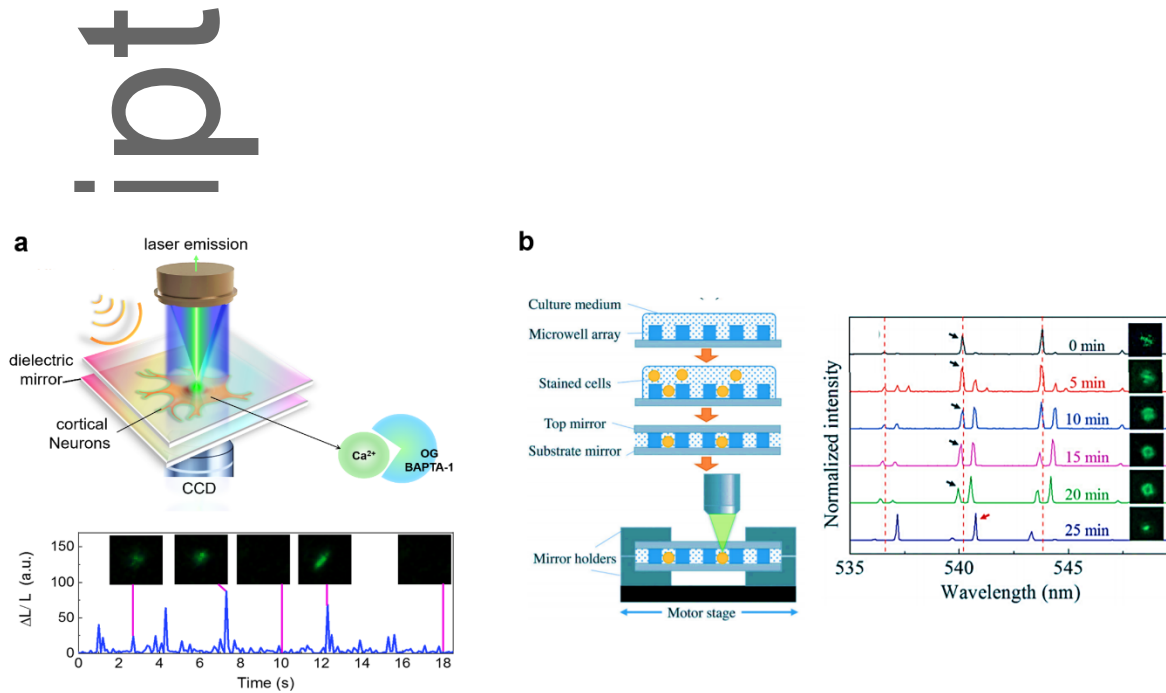 ipt
a
laser emission
dielectric
mirror
cortical
Neurons
CCD
Ca²⁺
OG
BAPTA-1
150
100
50
0
ΔL/ L (a.u.)
0 2 4 6 8 10 12 14 16 18
Time (s)
b
Culture medium
Microwell array
Stained cells
Top mirror
Substrate mirror
Mirror holders
Motor stage
Normalized intensity
0 min
5 min
10 min
15 min
20 min
25 min
535 540 545
Wavelength (nm)